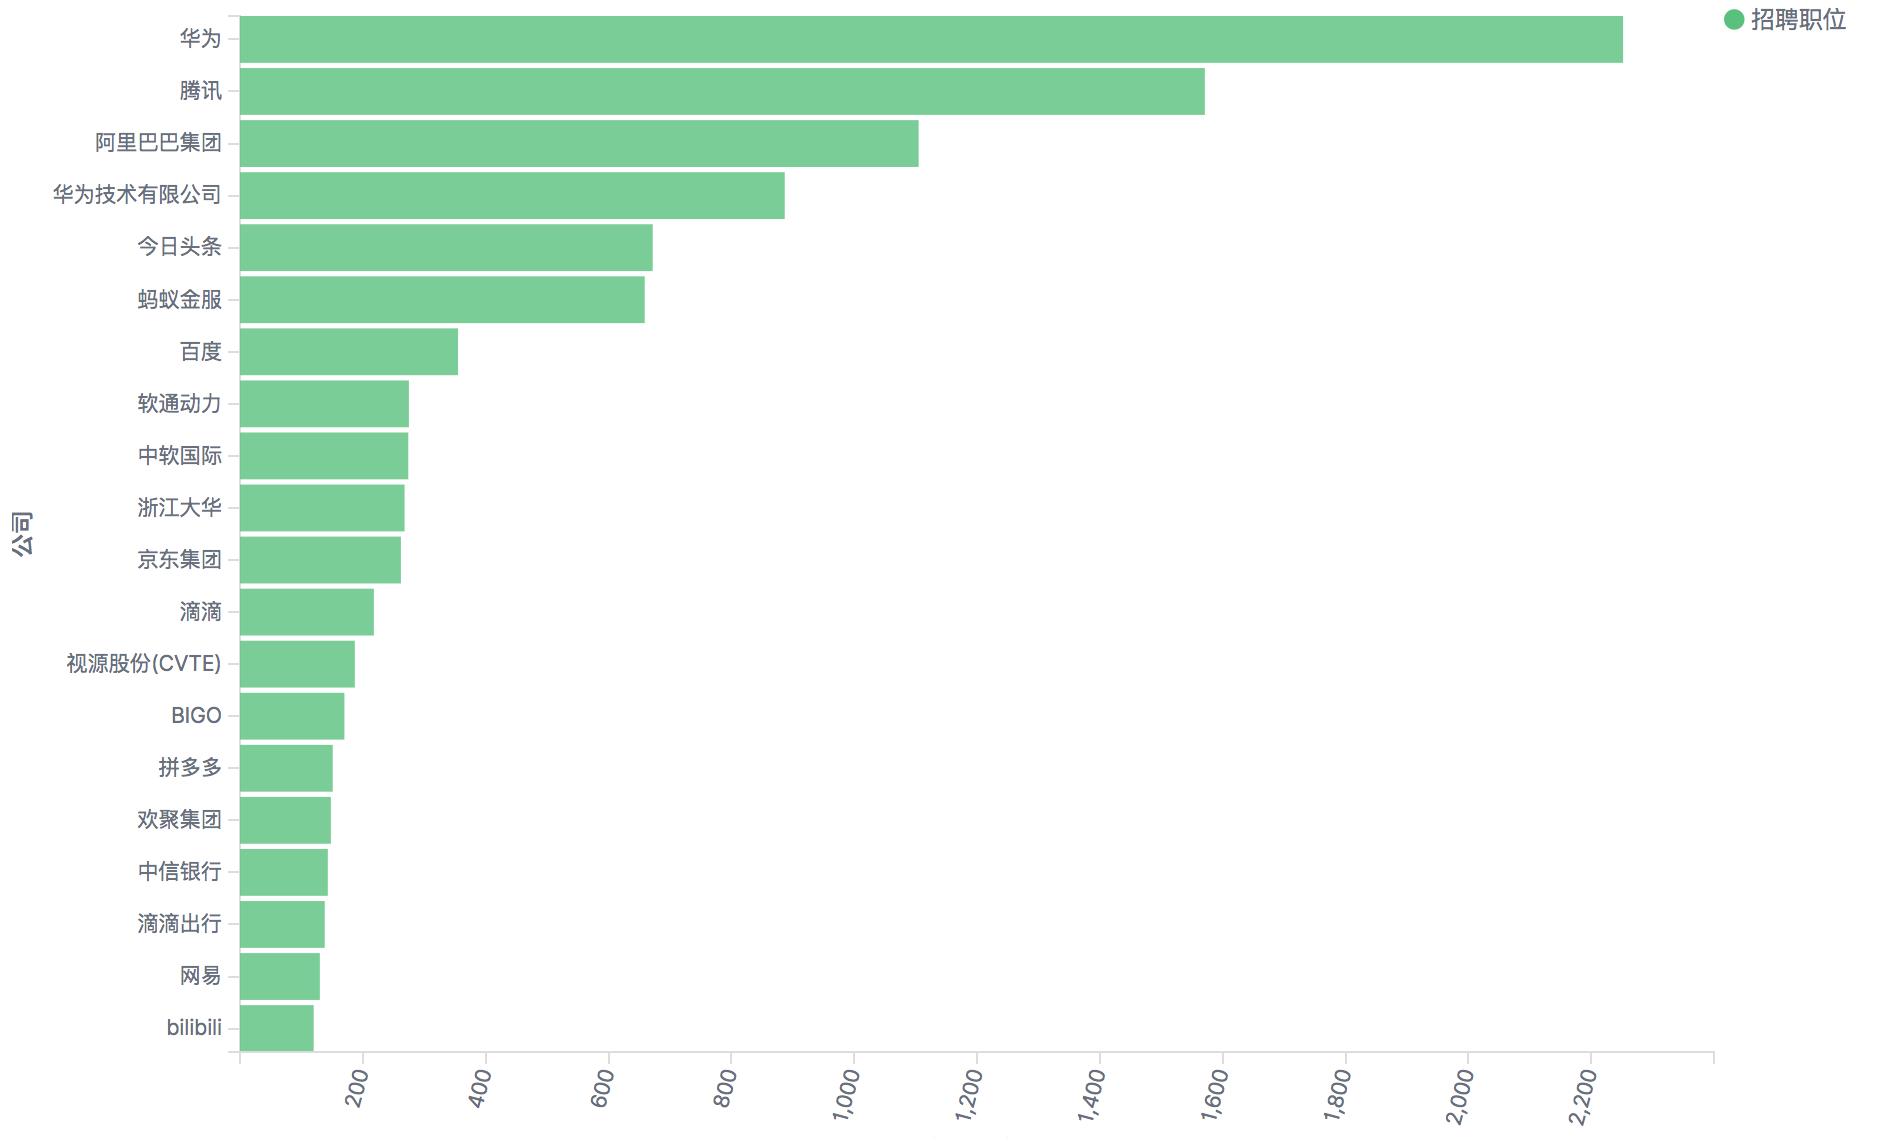 招聘职位
华为
腾讯
阿里巴巴集团
华为技术有限公司
今日头条
蚂蚁金服
百度
软通动力
中软国际
浙江大华
京东集团
滴滴
视源股份(CVTE)
BIGO
拼多多
欢聚集团
中信银行
滴滴出行
网易
bilibili
公司
200
400
600
800
1,000
1,200
1,400
1,600
1,800
2,000
2,200